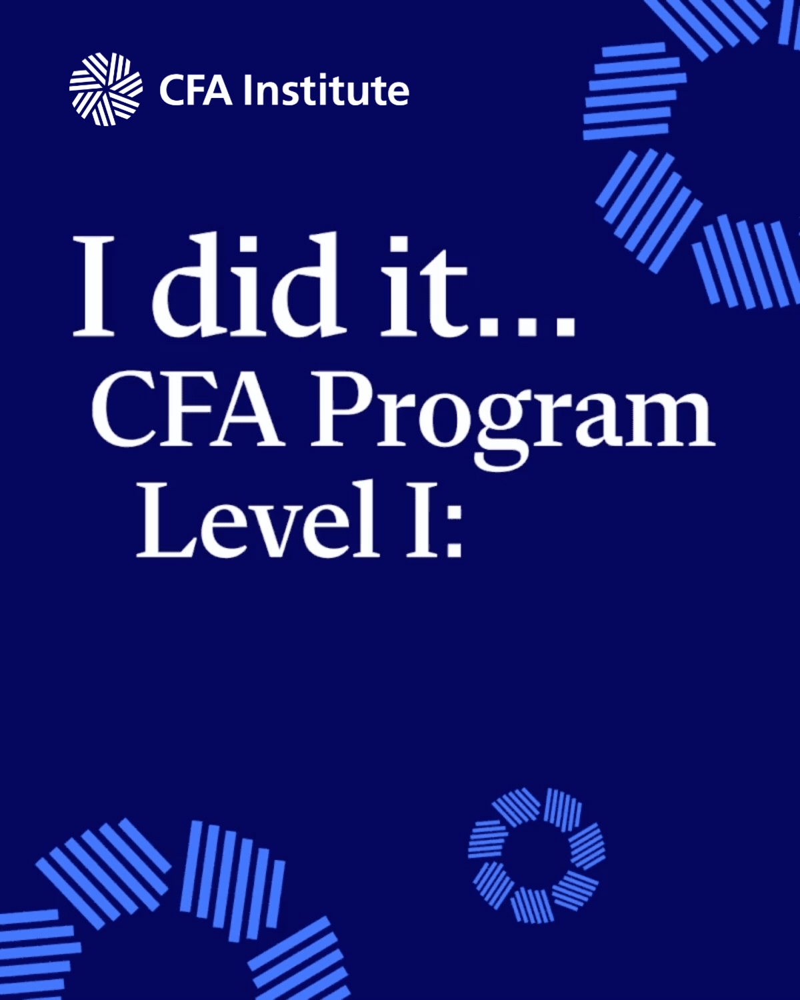 CFA Institute
I did it...
CFA Program
Level I: